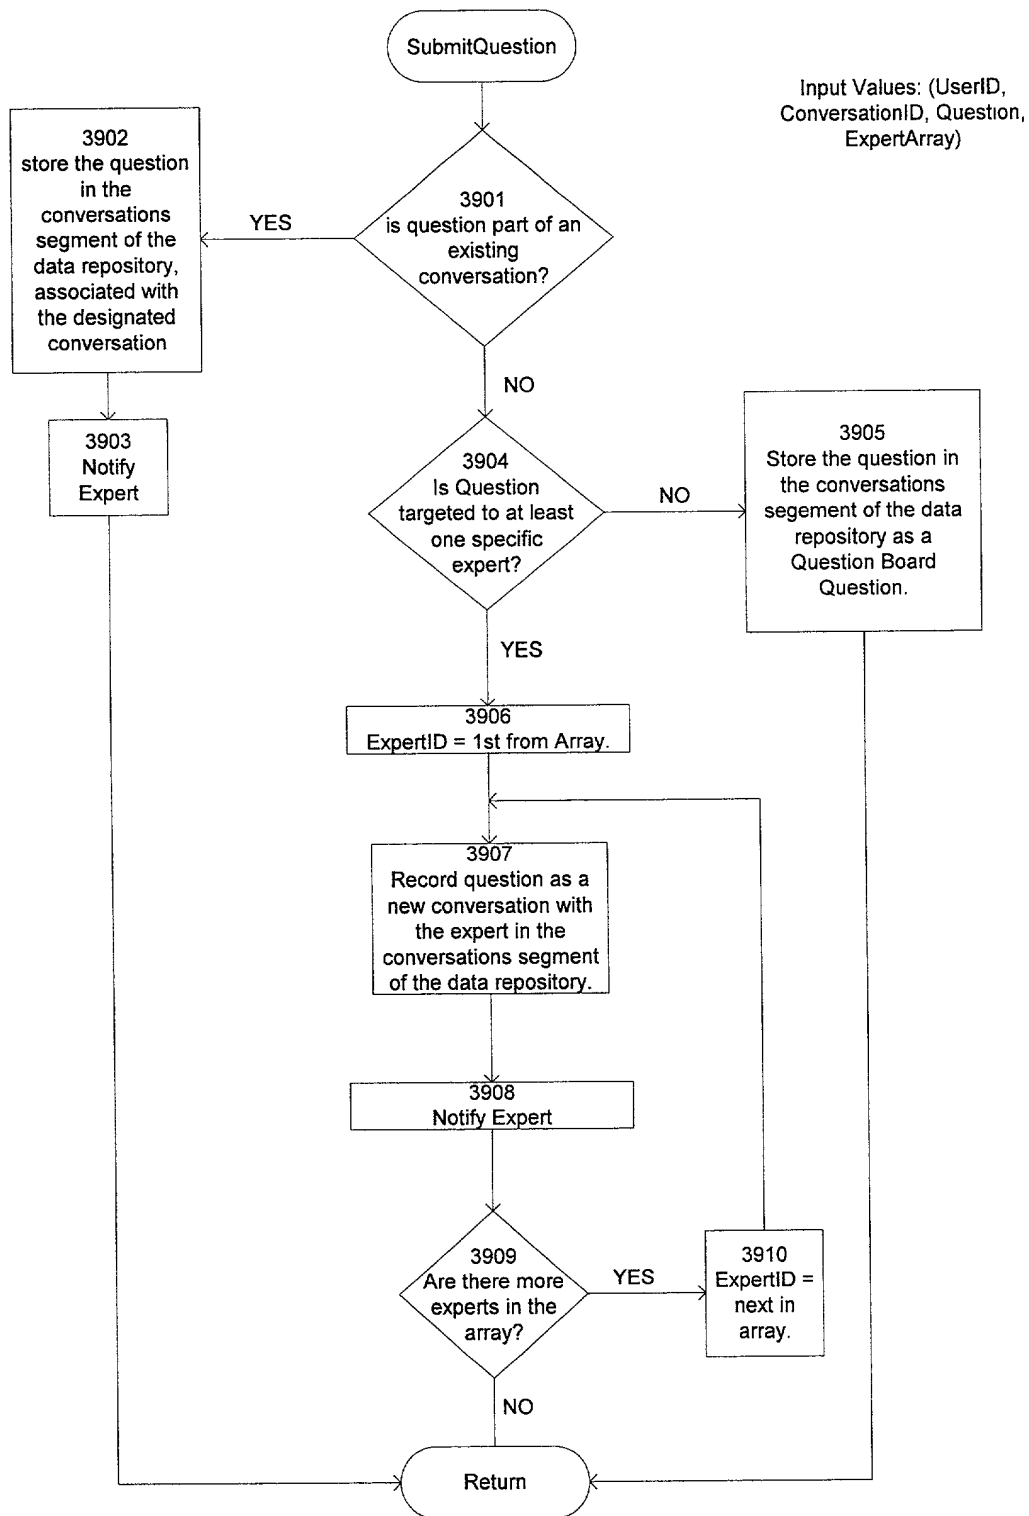 SubmitQuestion
Input Values: (UserID,
ConversationID, Question,
ExpertArray)
3902
store the question
in the
conversations
segment of the
data repository,
associated with
the designated
conversation
YES
3901
is question part of an
existing
conversation?
NO
3903
Notify
Expert
3904
Is Question
targeted to at least
one specific
expert?
NO
3905
Store the question in
the conversations
segement of the data
repository as a
Question Board
Question.
YES
3906
ExpertID = 1st from Array.
3907
Record question as a
new conversation with
the expert in the
conversations segment
of the data repository.
3908
Notify Expert
3909
Are there more
experts in the
array?
YES
3910
ExpertID =
next in
array.
NO
Return